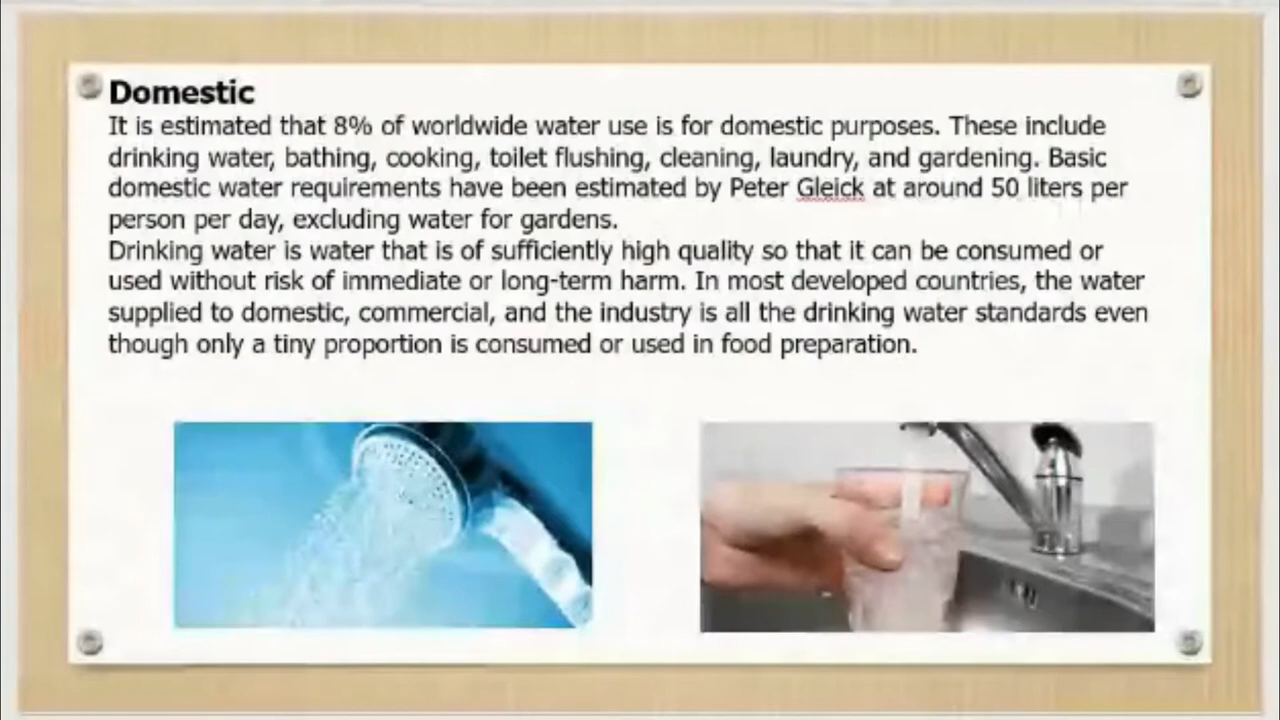 Domestic
It is estimated that 8% of worldwide water use is for domestic purposes. These include
drinking water, bathing, cooking, toilet flushing, cleaning, laundry, and gardening. Basic
domestic water requirements have been estimated by Peter Gleick at around 50 liters per
person per day, excluding water for gardens.
Drinking water is water that is of sufficiently high quality so that it can be consumed or
used without risk of immediate or long-term harm. In most developed countries, the water
supplied to domestic, commercial, and the industry is all the drinking water standards even
though only a tiny proportion is consumed or used in food preparation.